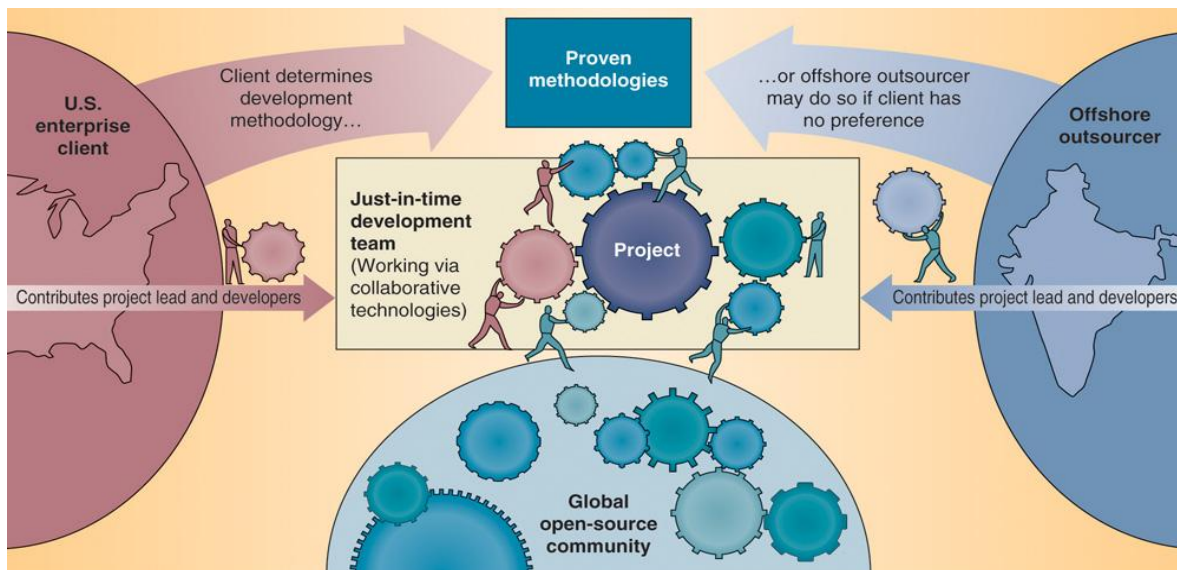 U.S.
enterprise
client
Client determines
development
methodology…
Proven
methodologies
…or offshore outsourcer
may do so if client has
no preference
Offshore
outsourcer
Just-in-time
development
team
(Working via
collaborative
technologies)
Project
Contributes project lead and developers
Contributes project lead and developers
Global
open-source
community